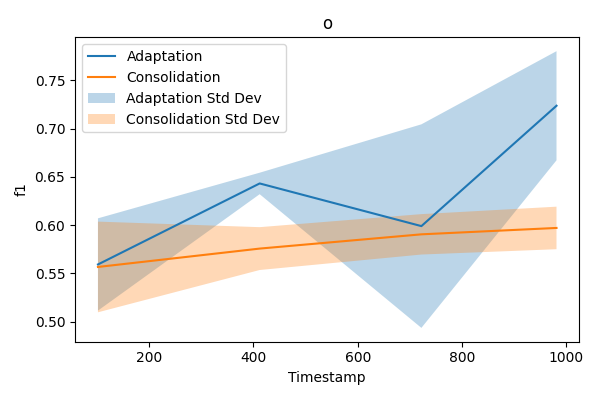 o
Adaptation
Consolidation
Adaptation Std Dev
Consolidation Std Dev
f1
0.75
0.70
0.65
0.60
0.55
0.50
200 400 600 800 1000
Timestamp